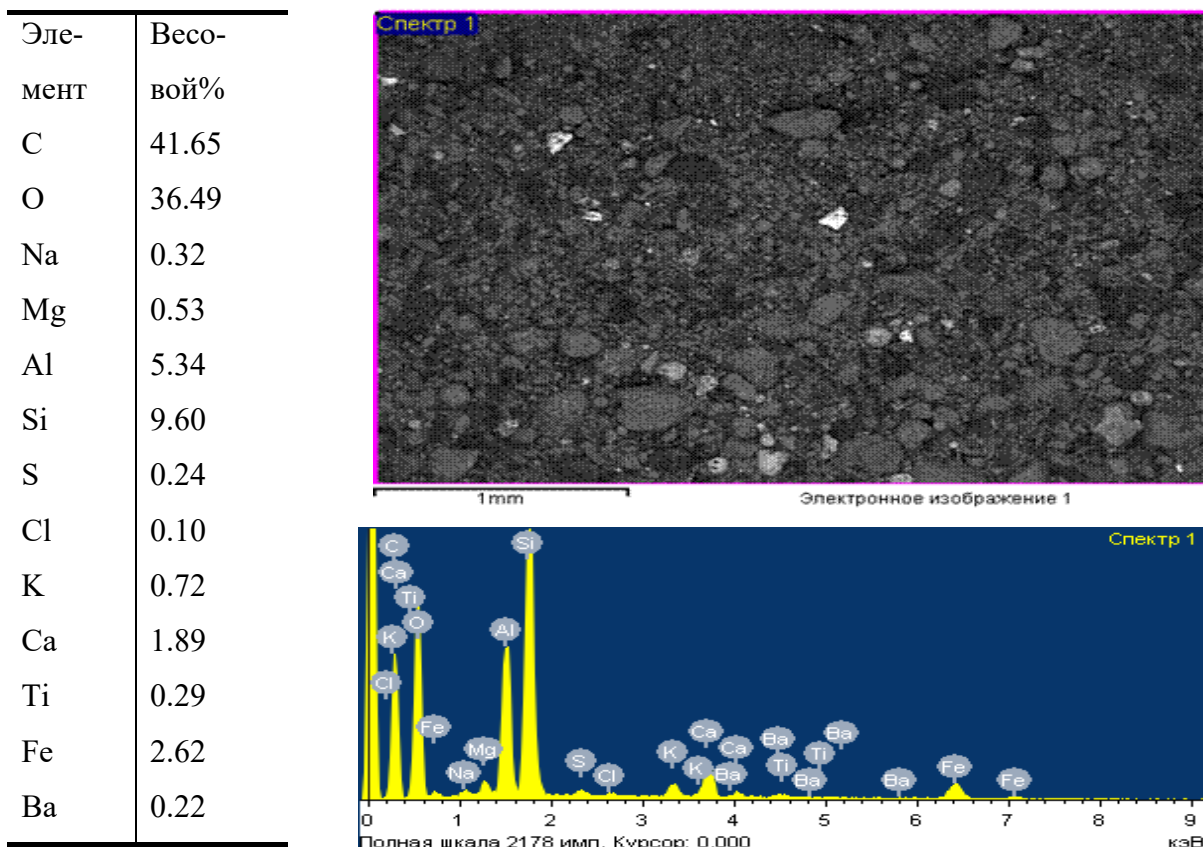 Эле- Весо-
мент вой%
C 41.65
O 36.49
Na 0.32
Mg 0.53
Al 5.34
Si 9.60
S 0.24
Cl 0.10
K 0.72
Ca 1.89
Ti 0.29
Fe 2.62
Ba 0.22
Спектр 1
1mm Электронное изображение 1
Спектр 1
C Si
Ca
Ti
O Al
K
Cl
Fe
Ca Ba Ba
Mg K Ca Ti
Na S Cl K Ba Ti Ba Ba Fe Fe
0 1 2 3 4 5 6 7 8 9
Полная шкала 2178 имп. Курсор: 0.000 кэВ